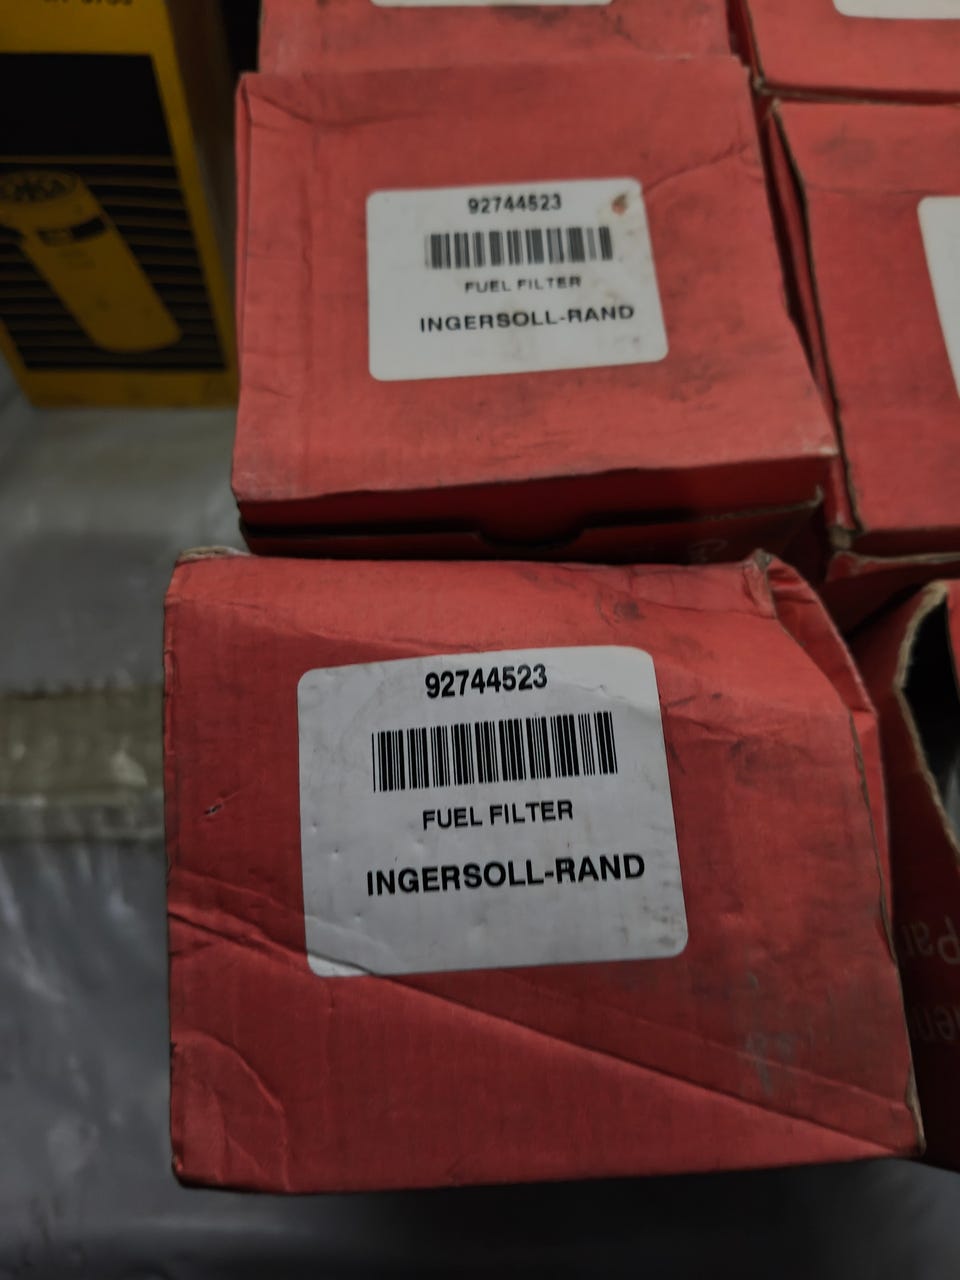 92744523
FUEL FILTER
INGERSOLL-RAND
92744523
FUEL FILTER
INGERSOLL-RAND